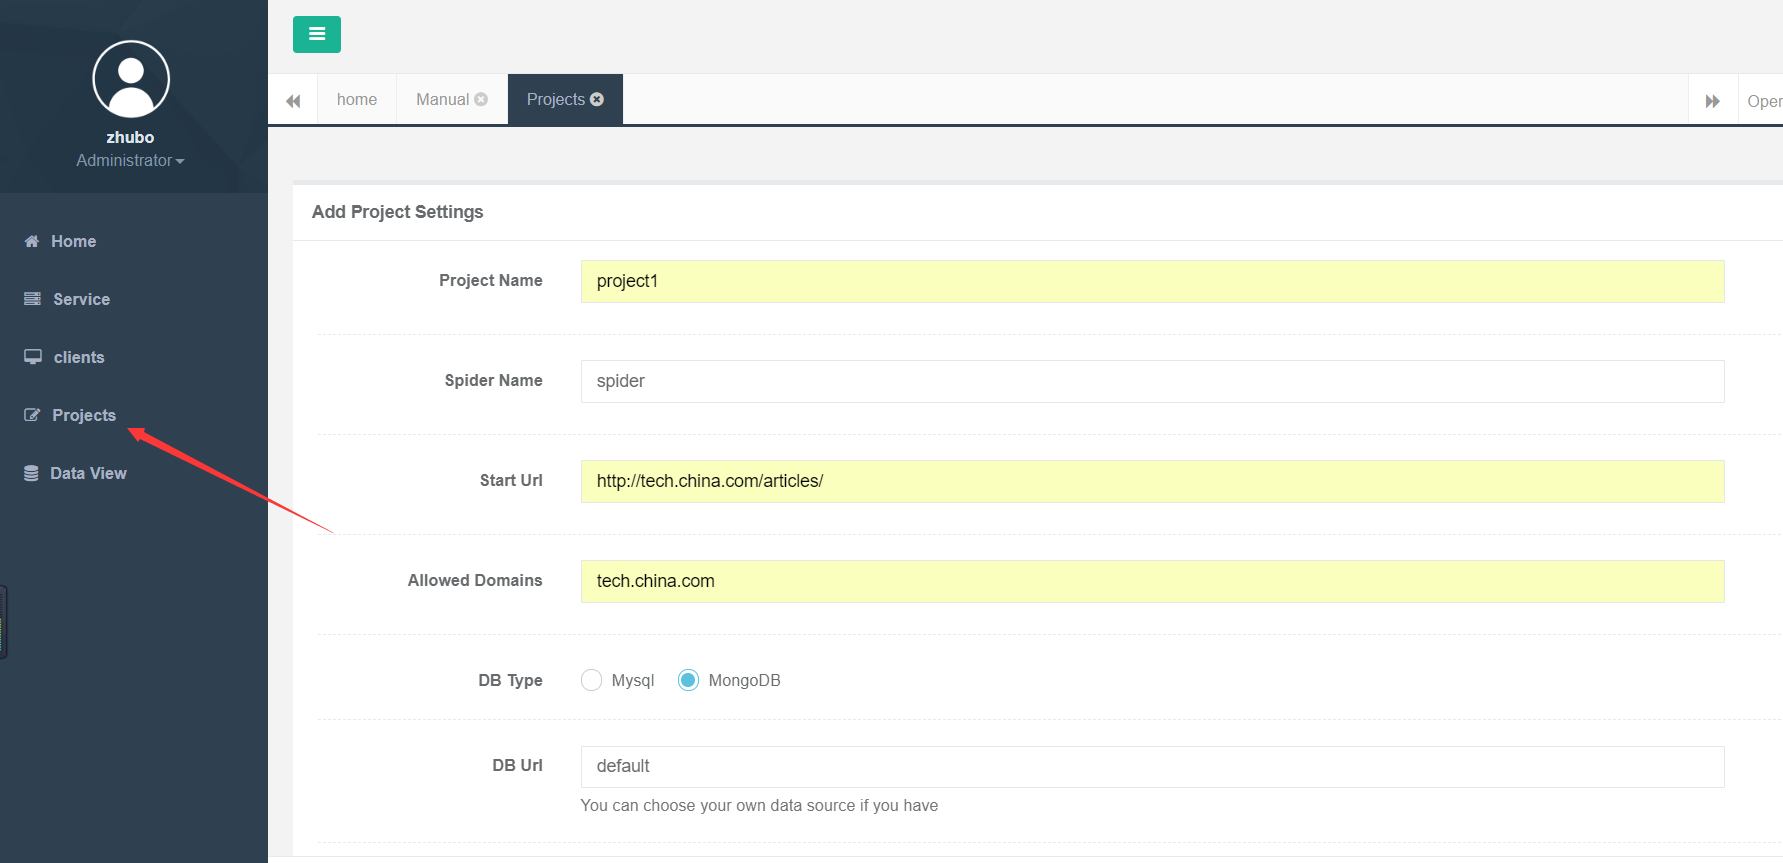 zhubo
Administrator
Home
Service
clients
Projects
Data View
home
Manual
Projects
Oper
Add Project Settings
Project Name
project1
Spider Name
spider
Start Url
http://tech.china.com/articles/
Allowed Domains
tech.china.com
DB Type
Mysql
MongoDB
DB Url
default
You can choose your own data source if you have